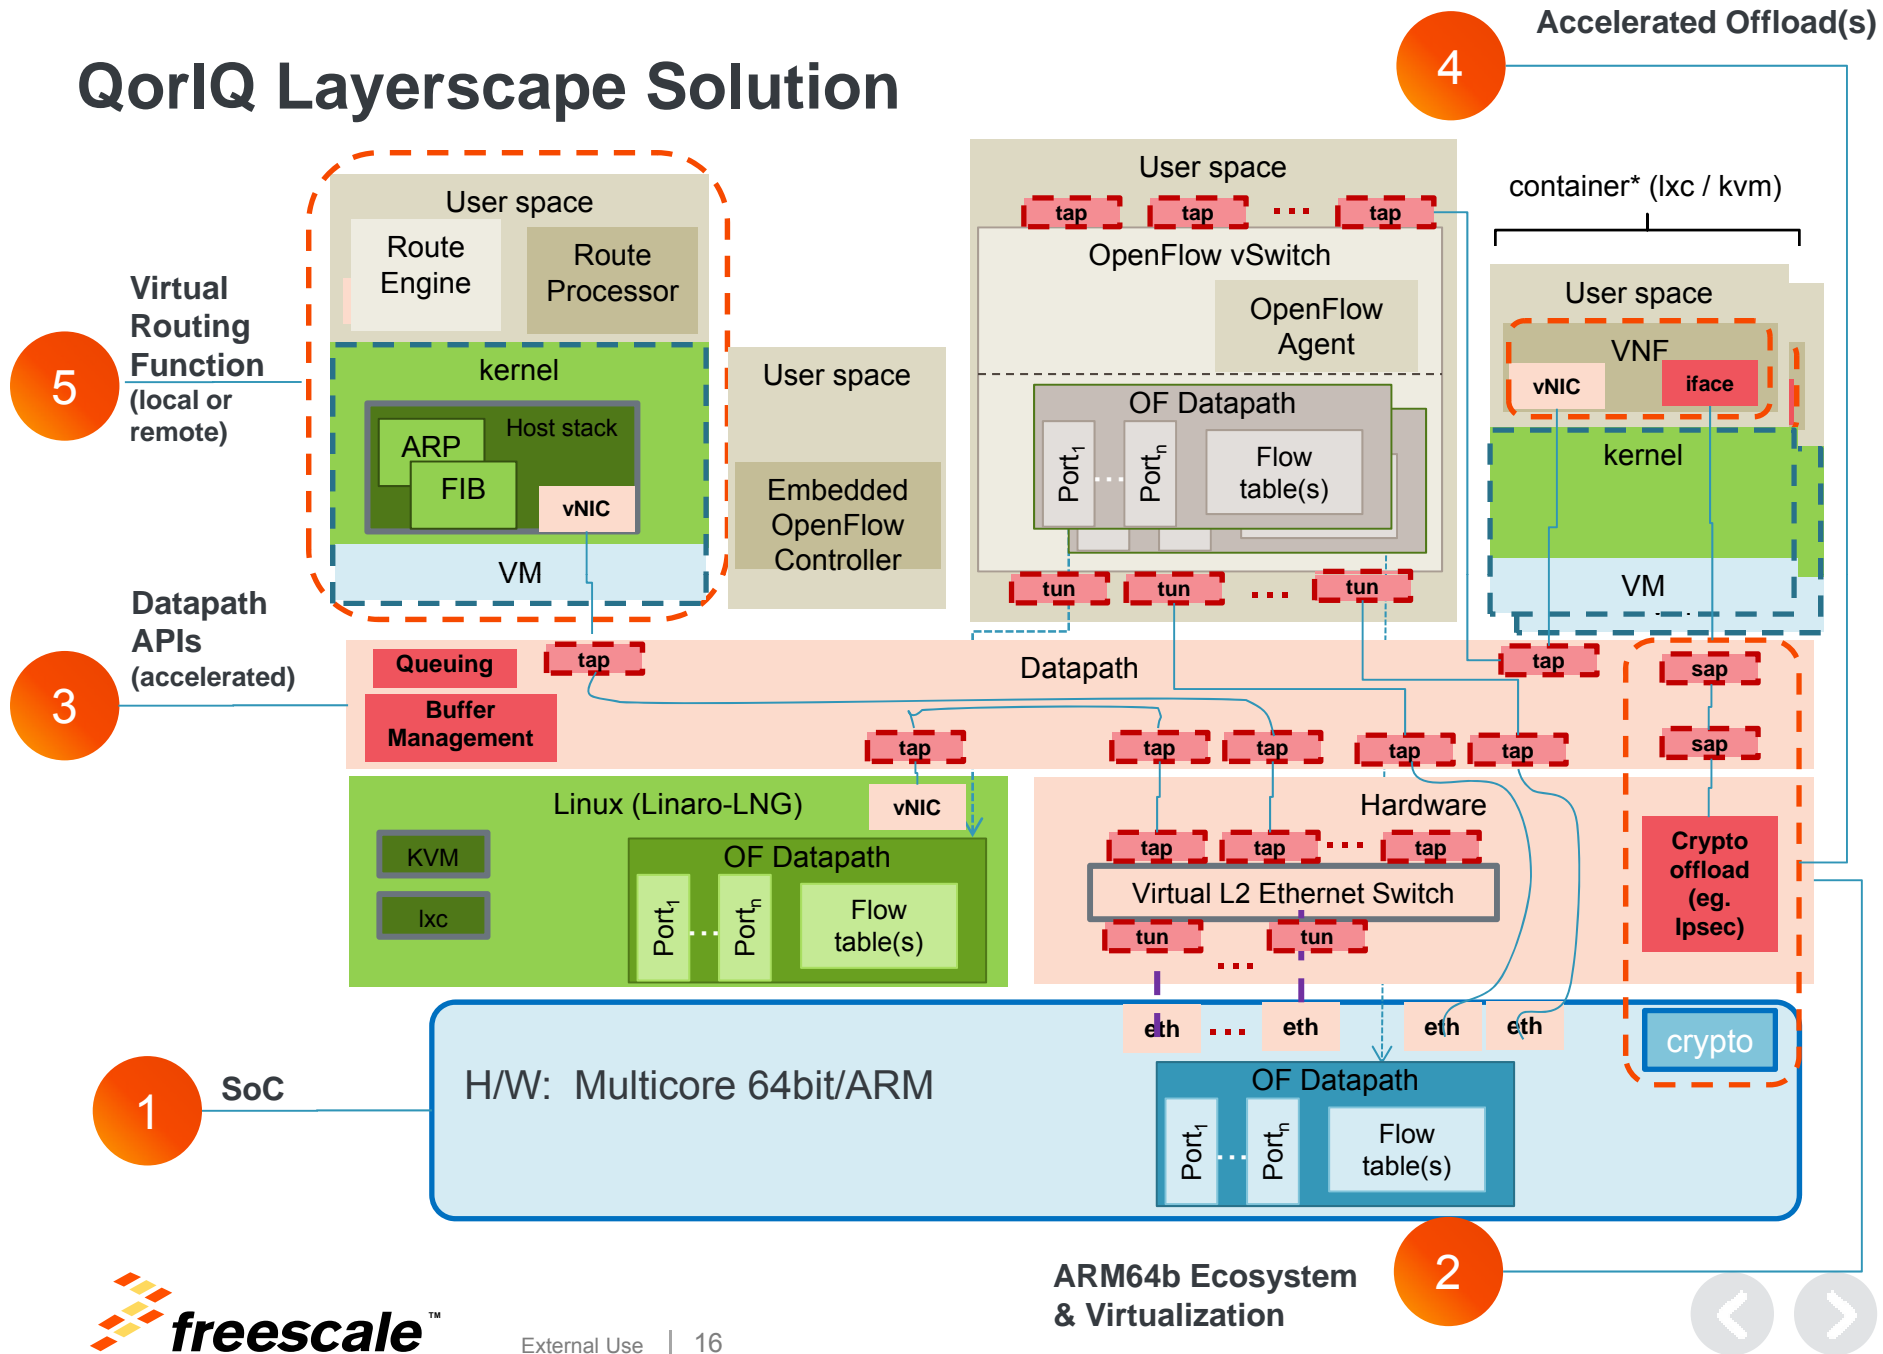 Accelerated Offload(s)
4
QorIQ Layerscape Solution
User space
Route
Engine
Route
Processor
kernel
Host stack
ARP
FIB
vNIC
VM
Virtual
Routing
Function
(local or
remote)
5
User space
Embedded
OpenFlow
Controller
User space
tap
tap
tap
OpenFlow vSwitch
OpenFlow
Agent
OF Datapath
Port1
Portn
Flow
table(s)
tun
tun
tun
container* (lxc / kvm)
User space
VNF
vNIC
iface
kernel
VM
Datapath
APIs
(accelerated)
3
Queuing
Buffer
Management
tap
Datapath
tap
sap
tap
tap
tap
tap
tap
sap
Linux (Linaro-LNG)
vNIC
KVM
lxc
OF Datapath
Port1
Portn
Flow
table(s)
Hardware
tap
tap
tap
Virtual L2 Ethernet Switch
tun
tun
Crypto
offload
(eg.
Ipsec)
eth
eth
eth
eth
crypto
1
SoC
H/W: Multicore 64bit/ARM
OF Datapath
Port1
Portn
Flow
table(s)
2
ARM64b Ecosystem
& Virtualization
freescale™
External Use | 16